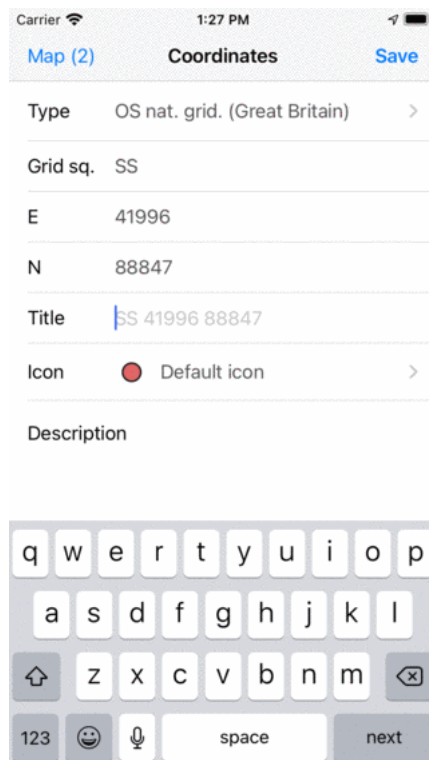 Carrier 1:27 PM
Map (2) Coordinates Save
Type OS nat. grid. (Great Britain)
Grid sq. SS
E 41996
N 88847
Title SS 41996 88847
Icon Default icon
Description
q w e r t y u i o p
a s d f g h j k l
z x c v b n m
123 space next